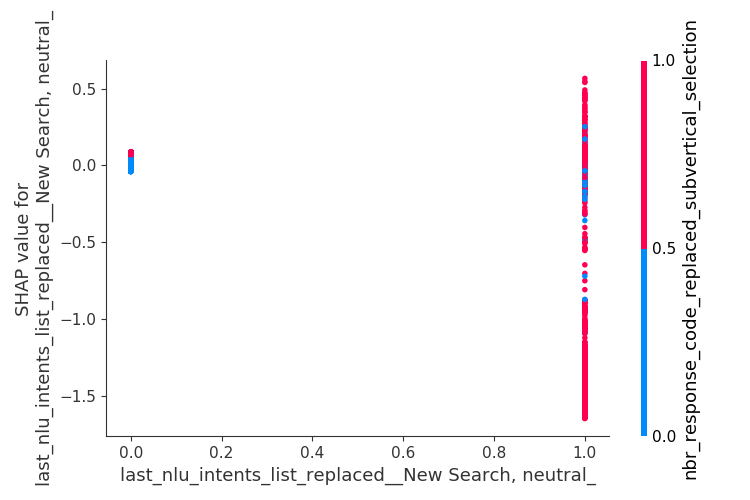 SHAP value for
last_nlu_intents_list_replaced__New Search, neutral_
0.5
0.0
−0.5
−1.0
−1.5
0.0 0.2 0.4 0.6 0.8 1.0
last_nlu_intents_list_replaced__New Search, neutral_
1.0
0.5
0.0
nbr_response_code_replaced_subvertical_selection